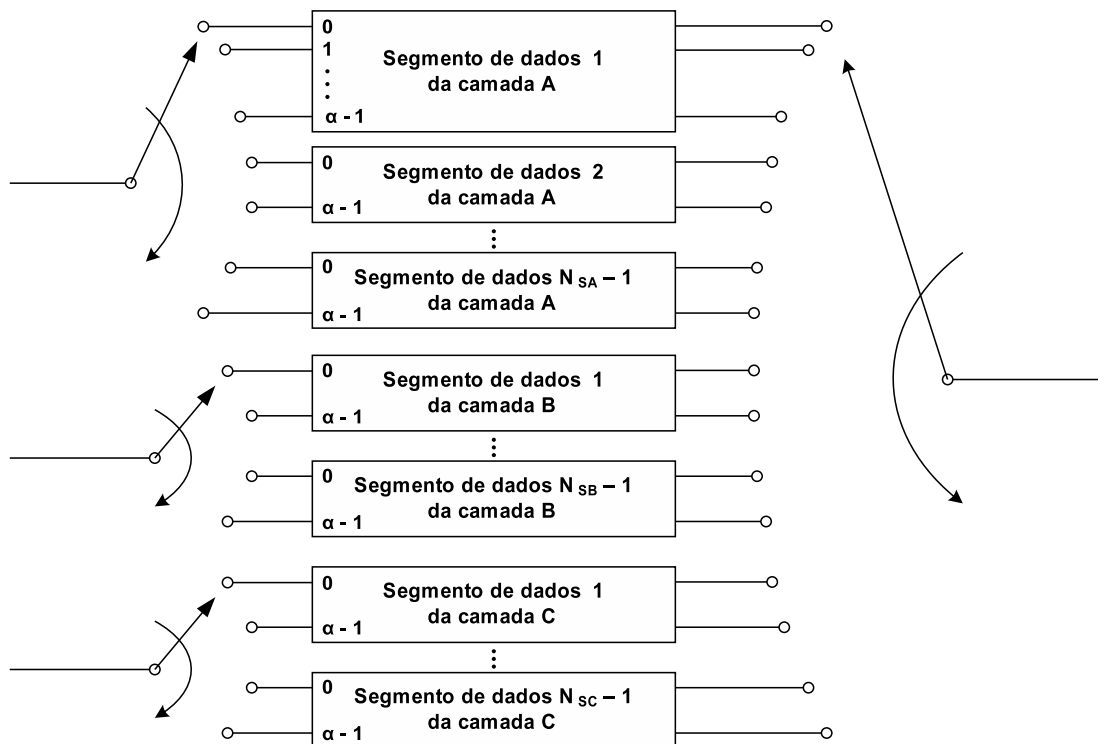 0
Segmento de dados 1
1
da camada A
⋮
α - 1
0
Segmento de dados 2
da camada A
α - 1
⋮
0
Segmento de dados N SA – 1
da camada A
α - 1
0
Segmento de dados 1
da camada B
α - 1
⋮
0
Segmento de dados N SB – 1
da camada B
α - 1
0
Segmento de dados 1
da camada C
α - 1
⋮
0
Segmento de dados N SC – 1
da camada C
α - 1